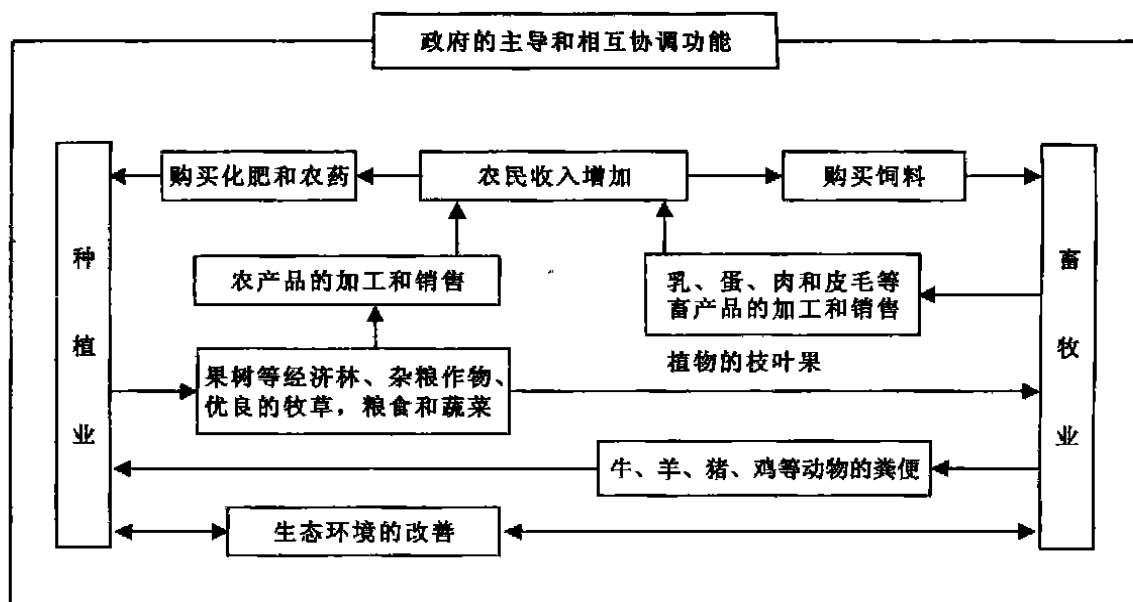 政府的主导和相互协调功能
购买化肥和农药
农民收入增加
购买饲料
种植业
农产品的加工和销售
乳、蛋、肉和皮毛等
畜产品的加工和销售
畜牧业
植物的枝叶果
果树等经济林、杂粮作物、
优良的牧草，粮食和蔬菜
牛、羊、猪、鸡等动物的粪便
生态环境的改善